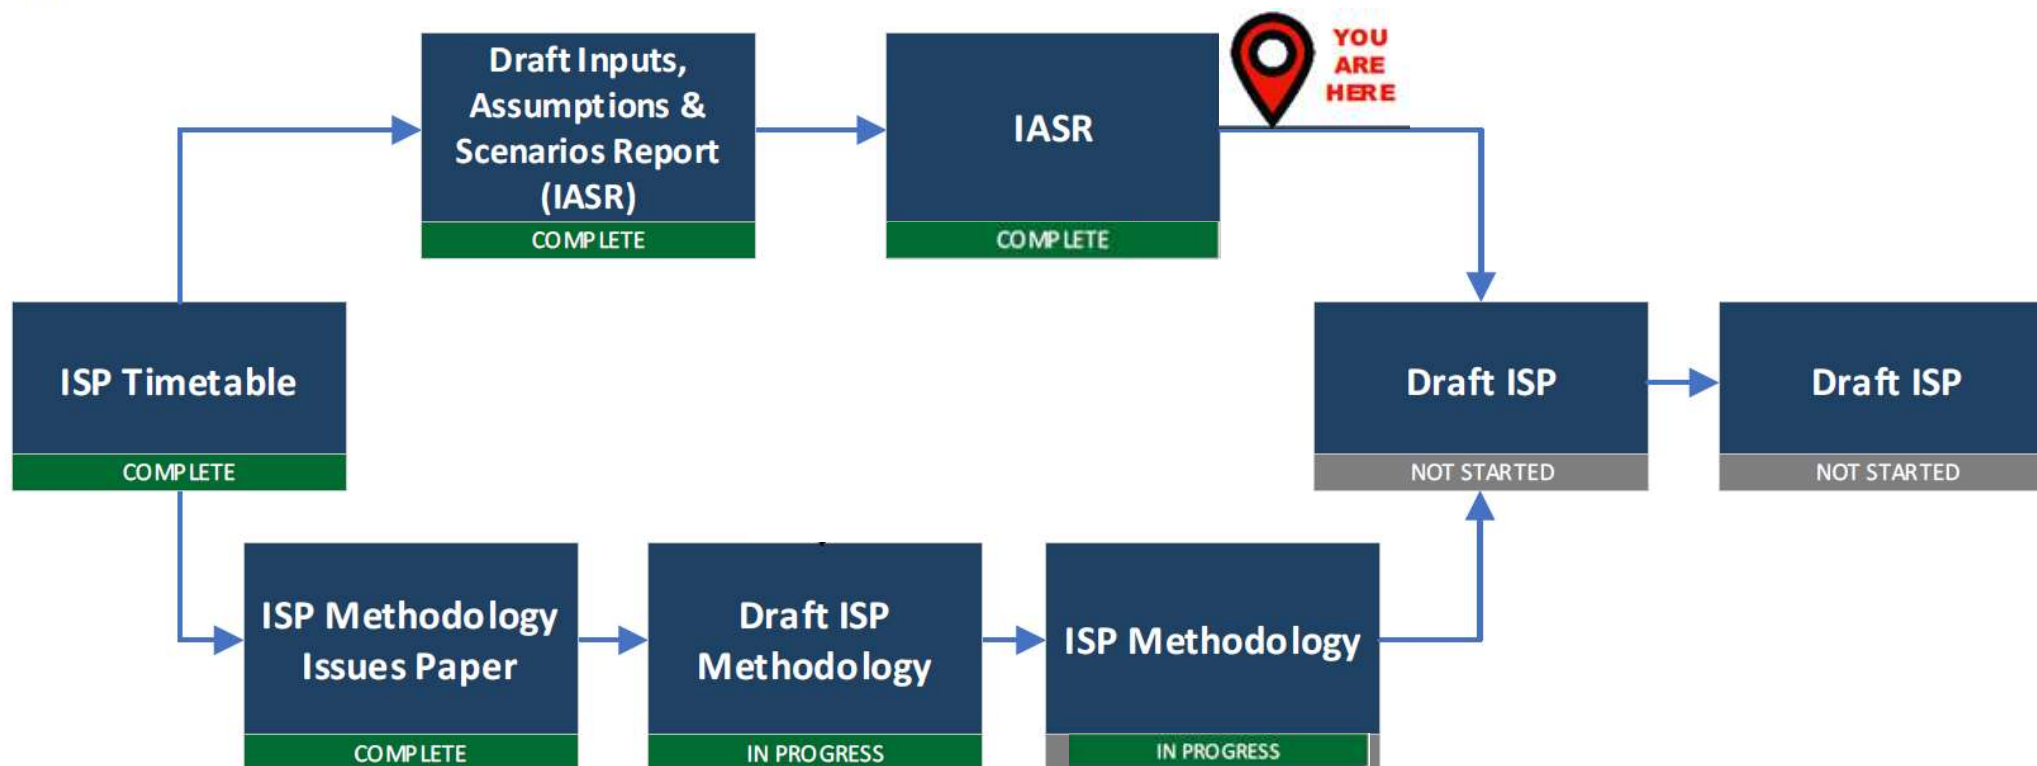 Draft Inputs,
Assumptions &
Scenarios Report
(IASR)
COMPLETE
IASR
COMPLETE
YOU
ARE
HERE
ISP Timetable
COMPLETE
Draft ISP
NOT STARTED
Draft ISP
NOT STARTED
ISP Methodology
Issues Paper
COMPLETE
Draft ISP
Methodology
IN PROGRESS
ISP Methodology
IN PROGRESS